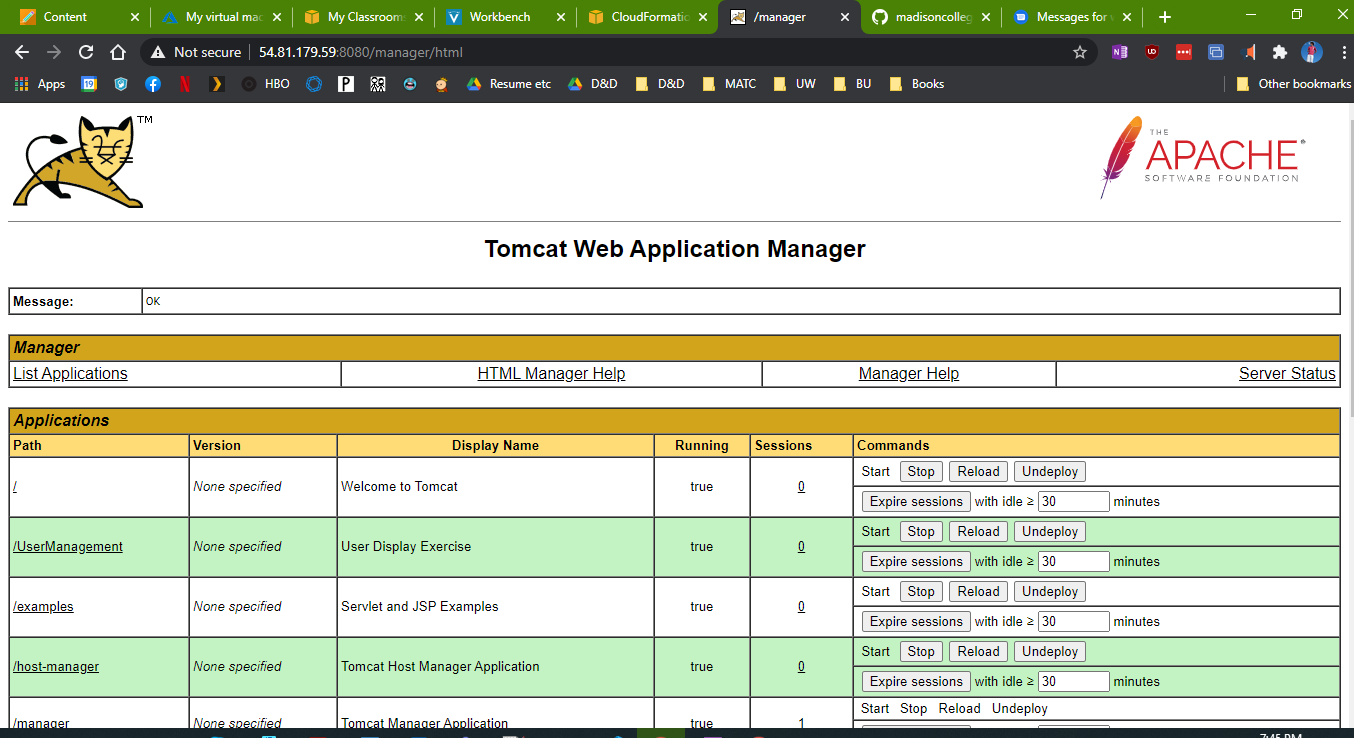 Content
My virtual mac
My Classroom
Workbench
CloudFormatio
/manager
madisoncolleg
Messages for
Not secure
54.81.179.59:8080/manager/html
Apps
19
HBO
Resume etc
D&D
D&D
MATC
UW
BU
Books
Other bookmarks
TM
THE
APACHE
SOFTWARE FOUNDATION
Tomcat Web Application Manager
Message: OK
Manager
List Applications HTML Manager Help Manager Help Server Status
Applications
Path Version Display Name Running Sessions Commands
/ None specified Welcome to Tomcat true 0 Start Stop Reload Undeploy
Expire sessions with idle ≥ 30 minutes
/UserManagement None specified User Display Exercise true 0 Start Stop Reload Undeploy
Expire sessions with idle ≥ 30 minutes
/examples None specified Servlet and JSP Examples true 0 Start Stop Reload Undeploy
Expire sessions with idle ≥ 30 minutes
/host-manager None specified Tomcat Host Manager Application true 0 Start Stop Reload Undeploy
Expire sessions with idle ≥ 30 minutes
/manager None specified Tomcat Manager Application true 1 Start Stop Reload Undeploy
7:45 PM